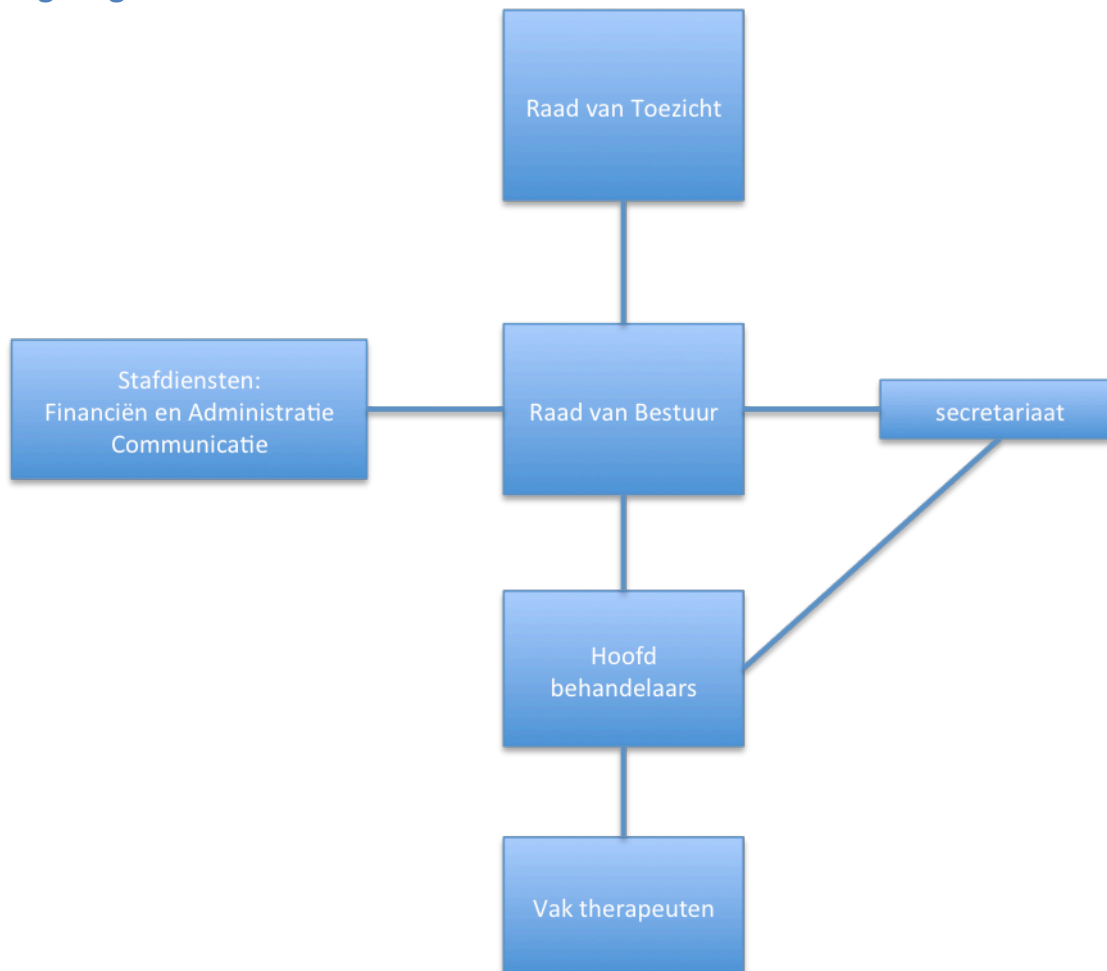 Raad van Toezicht
Stafdiensten:
Financiën en Administratie
Communicatie
Raad van Bestuur
secretariaat
Hoofd
behandelaars
Vak therapeuten